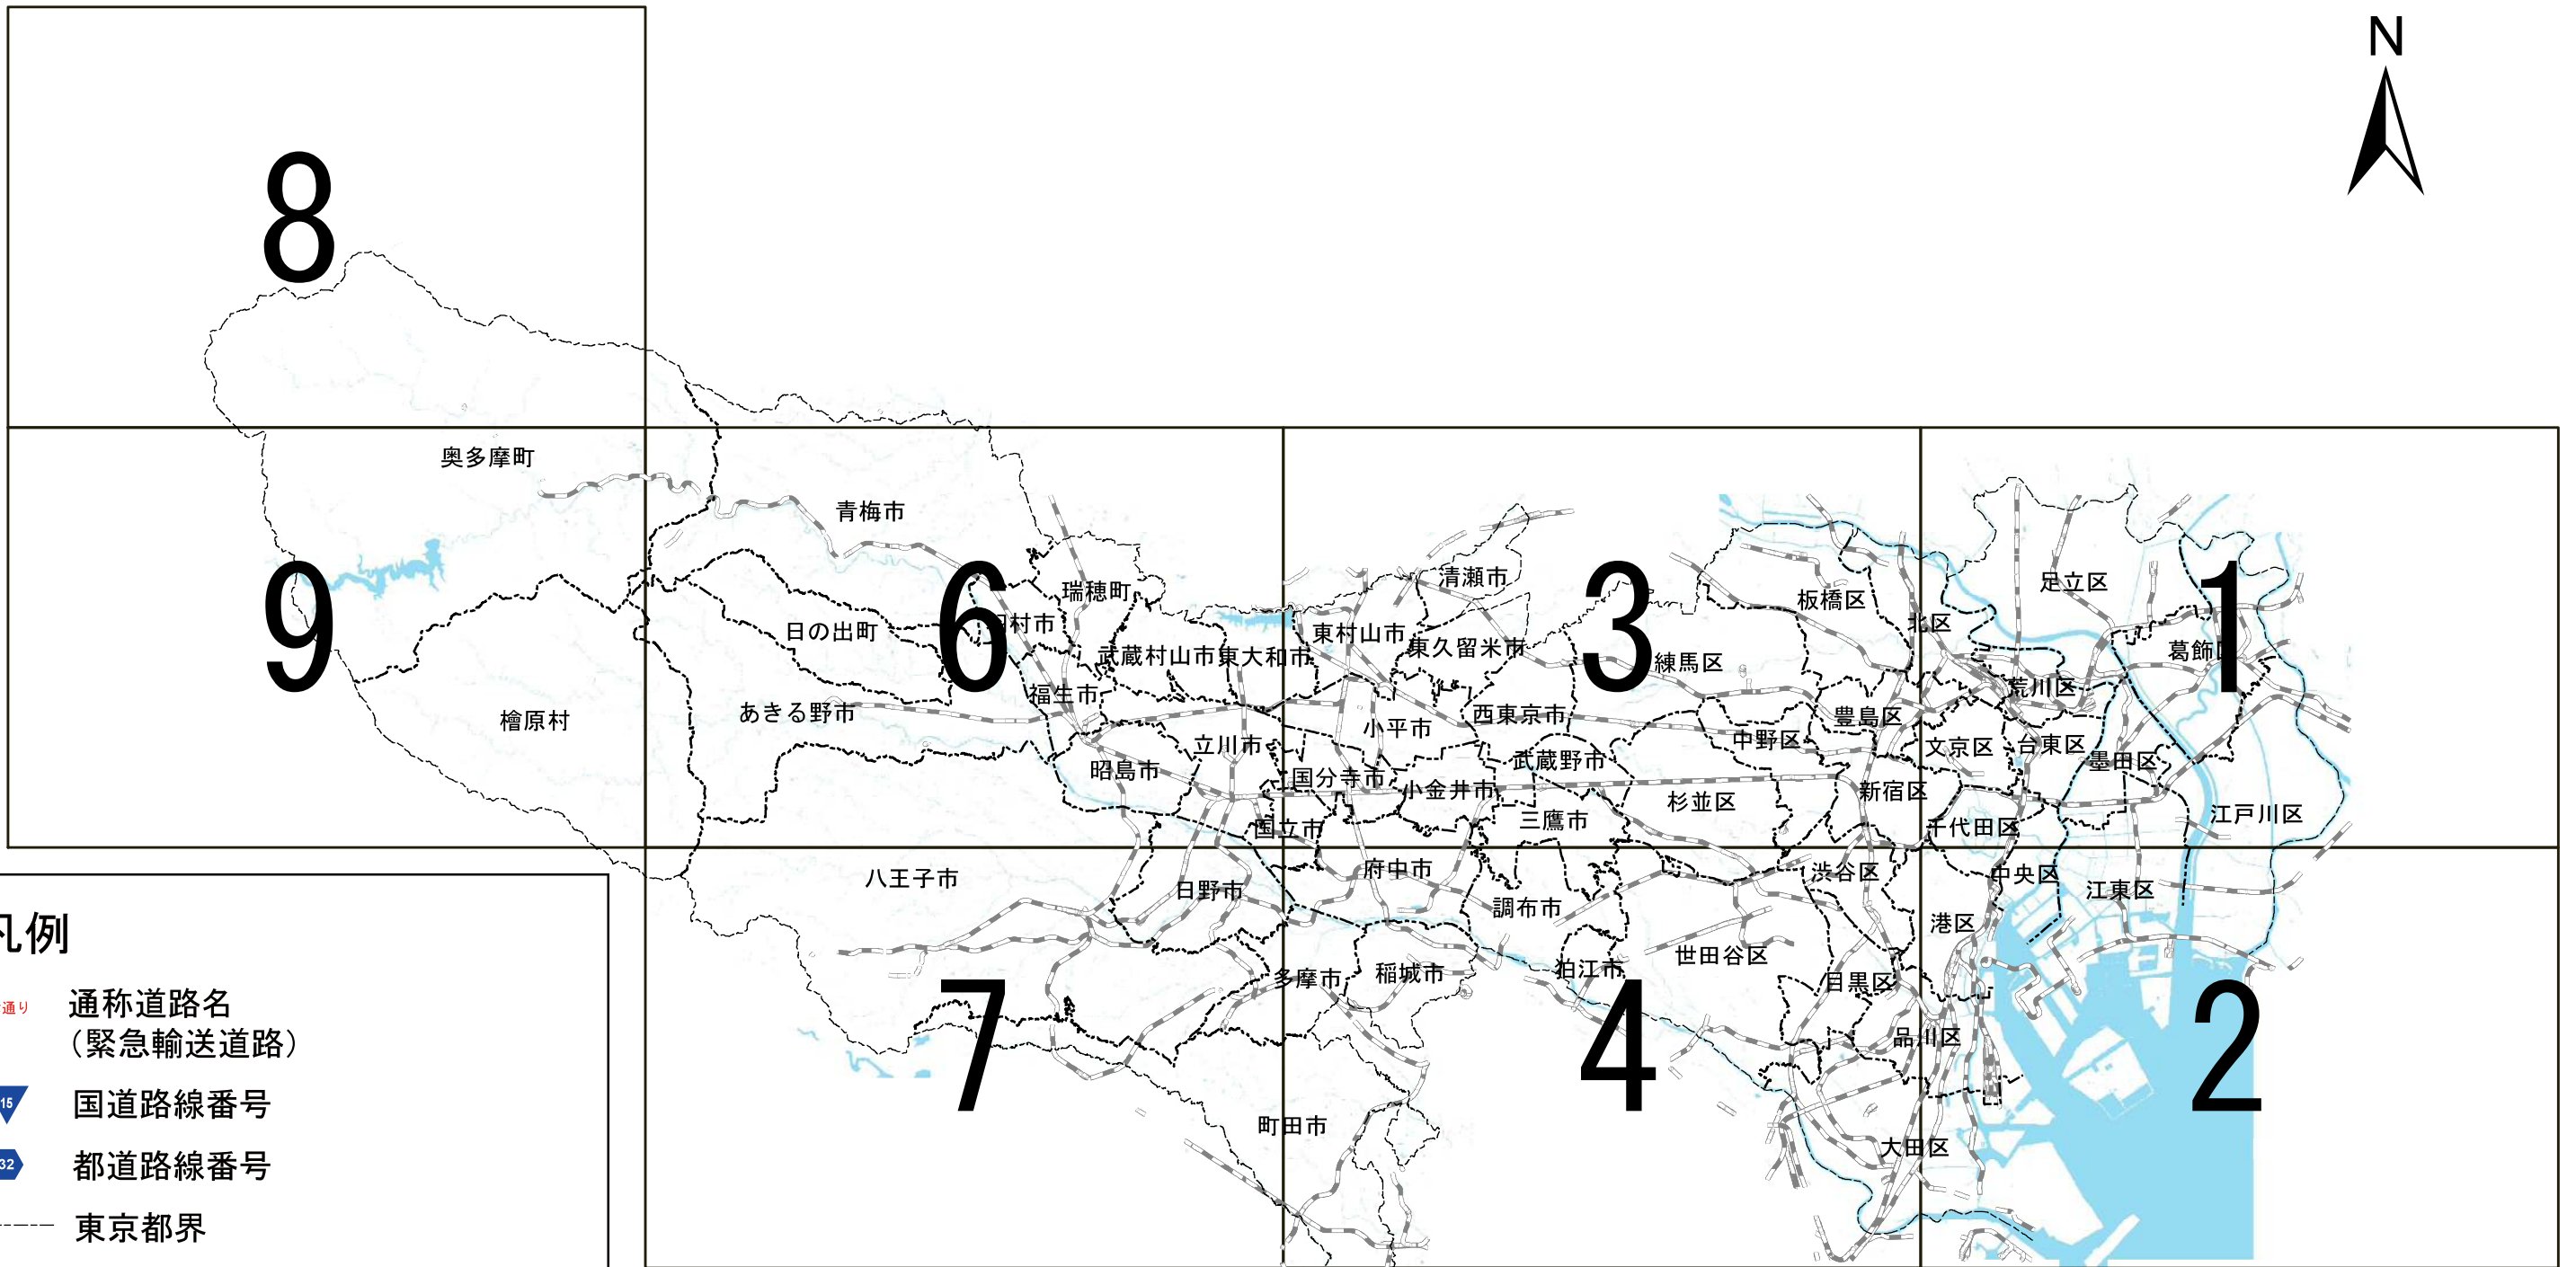 N
8
奥多摩町
青梅市
9
6
3
1
瑞穂町
清瀬市
足立区
板橋区
日の出町
村市
東村山市
北区
武蔵村山市
東大和市
東久留米市
練馬区
葛飾区
福生市
荒川区
檜原村
あきる野市
西東京市
豊島区
小平市
立川市
中野区
文京区
台東区
昭島市
国分寺市
武蔵野市
墨田区
小金井市
新宿区
杉並区
江戸川区
国立市
三鷹市
千代田区
八王子市
日野市
府中市
渋谷区
中央区
江東区
調布市
港区
世田谷区
多摩市
稲城市
狛江市
目黒区
7
4
2
品川区
町田市
大田区
凡例
通り
通称道路名
（緊急輸送道路）
15
国道路線番号
32
都道路線番号
東京都界